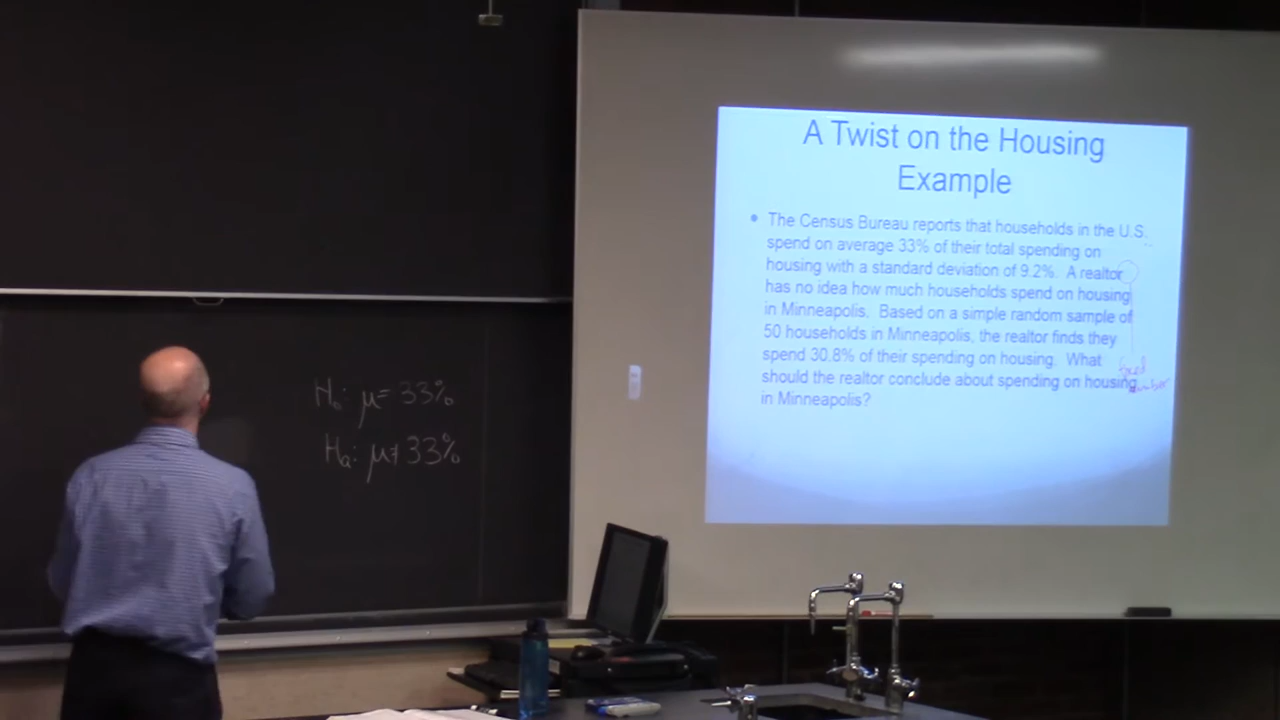 H₀: μ = 33%
Hₐ: μ ≠ 33%
A Twist on the Housing
Example
• The Census Bureau reports that households in the U.S.
spend on average 33% of their total spending on
housing with a standard deviation of 9.2%. A realtor
has no idea how much households spend on housing
in Minneapolis. Based on a simple random sample of
50 households in Minneapolis, the realtor finds they
spend 30.8% of their spending on housing. What
should the realtor conclude about spending on housing
in Minneapolis?